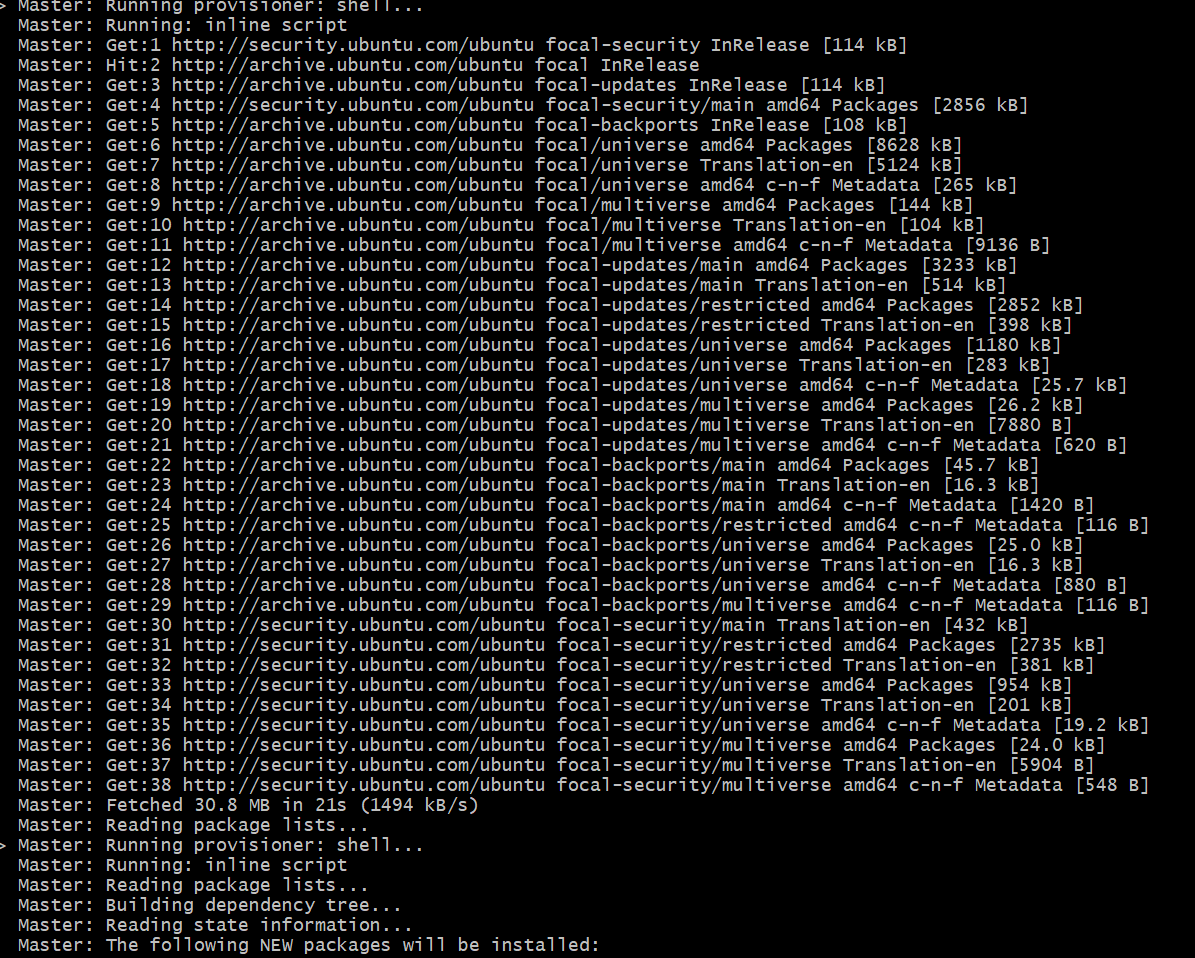 > Master: Running provisioner: shell...
Master: Running: inline script
Master: Get:1 http://security.ubuntu.com/ubuntu focal-security InRelease [114 kB]
Master: Hit:2 http://archive.ubuntu.com/ubuntu focal InRelease
Master: Get:3 http://archive.ubuntu.com/ubuntu focal-updates InRelease [114 kB]
Master: Get:4 http://security.ubuntu.com/ubuntu focal-security/main amd64 Packages [2856 kB]
Master: Get:5 http://archive.ubuntu.com/ubuntu focal-backports InRelease [108 kB]
Master: Get:6 http://archive.ubuntu.com/ubuntu focal/universe amd64 Packages [8628 kB]
Master: Get:7 http://archive.ubuntu.com/ubuntu focal/universe Translation-en [5124 kB]
Master: Get:8 http://archive.ubuntu.com/ubuntu focal/universe amd64 c-n-f Metadata [265 kB]
Master: Get:9 http://archive.ubuntu.com/ubuntu focal/multiverse amd64 Packages [144 kB]
Master: Get:10 http://archive.ubuntu.com/ubuntu focal/multiverse Translation-en [104 kB]
Master: Get:11 http://archive.ubuntu.com/ubuntu focal/multiverse amd64 c-n-f Metadata [9136 B]
Master: Get:12 http://archive.ubuntu.com/ubuntu focal-updates/main amd64 Packages [3233 kB]
Master: Get:13 http://archive.ubuntu.com/ubuntu focal-updates/main Translation-en [514 kB]
Master: Get:14 http://archive.ubuntu.com/ubuntu focal-updates/restricted amd64 Packages [2852 kB]
Master: Get:15 http://archive.ubuntu.com/ubuntu focal-updates/restricted Translation-en [398 kB]
Master: Get:16 http://archive.ubuntu.com/ubuntu focal-updates/universe amd64 Packages [1180 kB]
Master: Get:17 http://archive.ubuntu.com/ubuntu focal-updates/universe Translation-en [283 kB]
Master: Get:18 http://archive.ubuntu.com/ubuntu focal-updates/universe amd64 c-n-f Metadata [25.7 kB]
Master: Get:19 http://archive.ubuntu.com/ubuntu focal-updates/multiverse amd64 Packages [26.2 kB]
Master: Get:20 http://archive.ubuntu.com/ubuntu focal-updates/multiverse Translation-en [7880 B]
Master: Get:21 http://archive.ubuntu.com/ubuntu focal-updates/multiverse amd64 c-n-f Metadata [620 B]
Master: Get:22 http://archive.ubuntu.com/ubuntu focal-backports/main amd64 Packages [45.7 kB]
Master: Get:23 http://archive.ubuntu.com/ubuntu focal-backports/main Translation-en [16.3 kB]
Master: Get:24 http://archive.ubuntu.com/ubuntu focal-backports/main amd64 c-n-f Metadata [1420 B]
Master: Get:25 http://archive.ubuntu.com/ubuntu focal-backports/restricted amd64 c-n-f Metadata [116 B]
Master: Get:26 http://archive.ubuntu.com/ubuntu focal-backports/universe amd64 Packages [25.0 kB]
Master: Get:27 http://archive.ubuntu.com/ubuntu focal-backports/universe Translation-en [16.3 kB]
Master: Get:28 http://archive.ubuntu.com/ubuntu focal-backports/universe amd64 c-n-f Metadata [880 B]
Master: Get:29 http://archive.ubuntu.com/ubuntu focal-backports/multiverse amd64 c-n-f Metadata [116 B]
Master: Get:30 http://security.ubuntu.com/ubuntu focal-security/main Translation-en [432 kB]
Master: Get:31 http://security.ubuntu.com/ubuntu focal-security/restricted amd64 Packages [2735 kB]
Master: Get:32 http://security.ubuntu.com/ubuntu focal-security/restricted Translation-en [381 kB]
Master: Get:33 http://security.ubuntu.com/ubuntu focal-security/universe amd64 Packages [954 kB]
Master: Get:34 http://security.ubuntu.com/ubuntu focal-security/universe Translation-en [201 kB]
Master: Get:35 http://security.ubuntu.com/ubuntu focal-security/universe amd64 c-n-f Metadata [19.2 kB]
Master: Get:36 http://security.ubuntu.com/ubuntu focal-security/multiverse amd64 Packages [24.0 kB]
Master: Get:37 http://security.ubuntu.com/ubuntu focal-security/multiverse Translation-en [5904 B]
Master: Get:38 http://security.ubuntu.com/ubuntu focal-security/multiverse amd64 c-n-f Metadata [548 B]
Master: Fetched 30.8 MB in 21s (1494 kB/s)
Master: Reading package lists...
> Master: Running provisioner: shell...
Master: Running: inline script
Master: Reading package lists...
Master: Building dependency tree...
Master: Reading state information...
Master: The following NEW packages will be installed: